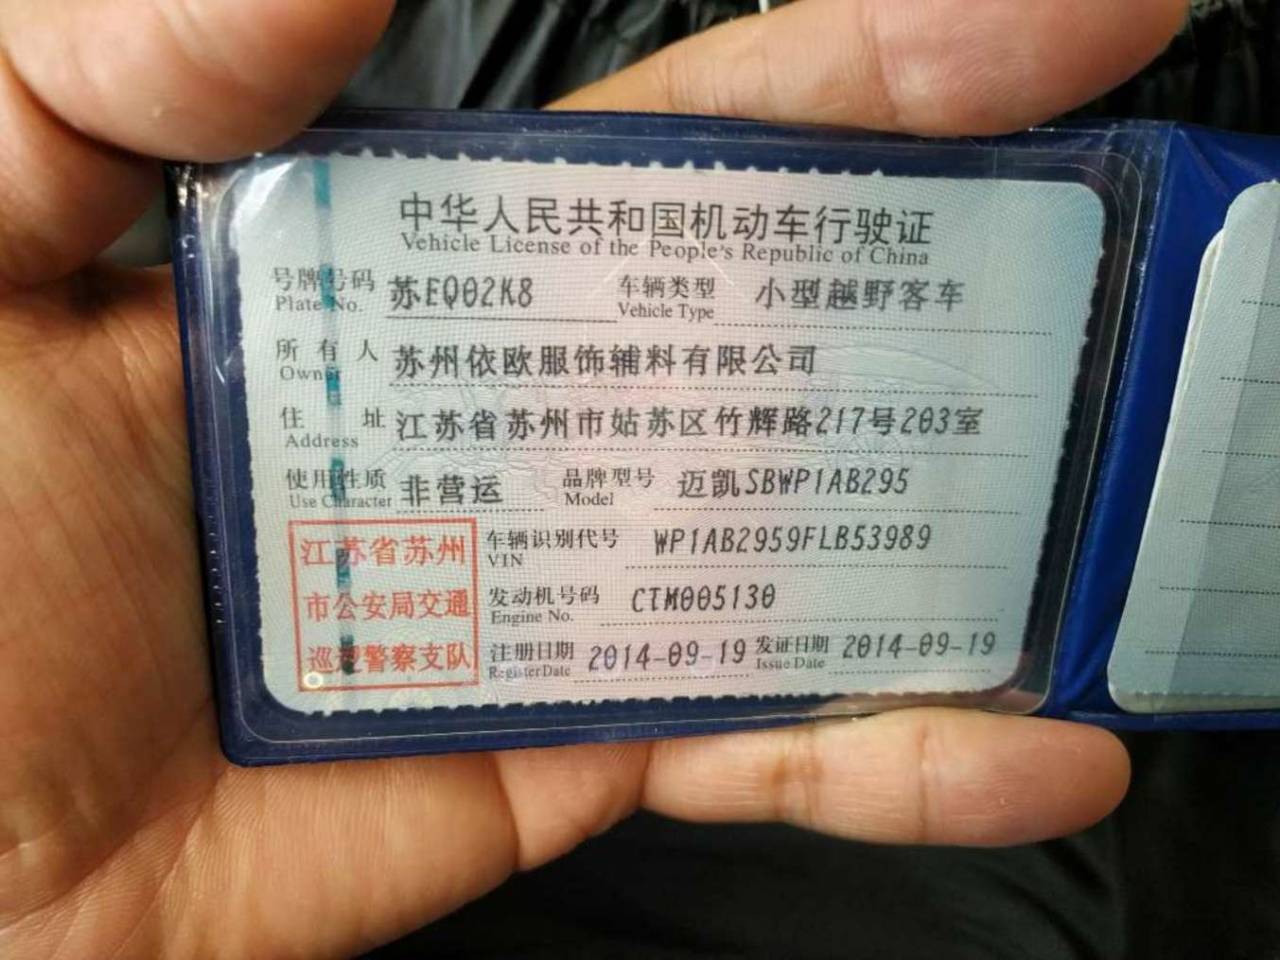 中华人民共和国机动车行驶证
Vehicle License of the People's Republic of China
号牌号码 苏EQ02K8 车辆类型 小型越野客车
Plate No. Vehicle Type
所有人 苏州依欧服饰辅料有限公司
Owner
住址 江苏省苏州市姑苏区竹辉路217号203室
Address
使用性质 非营运 品牌型号 迈凯SBWP1AB295
Use Character Model
江苏省苏州
市公安局交通
巡逻警察支队
车辆识别代号 WP1AB2959FLB53989
VIN
发动机号码 CTM005130
Engine No.
注册日期 2014-09-19 发证日期 2014-09-19
Register Date Issue Date